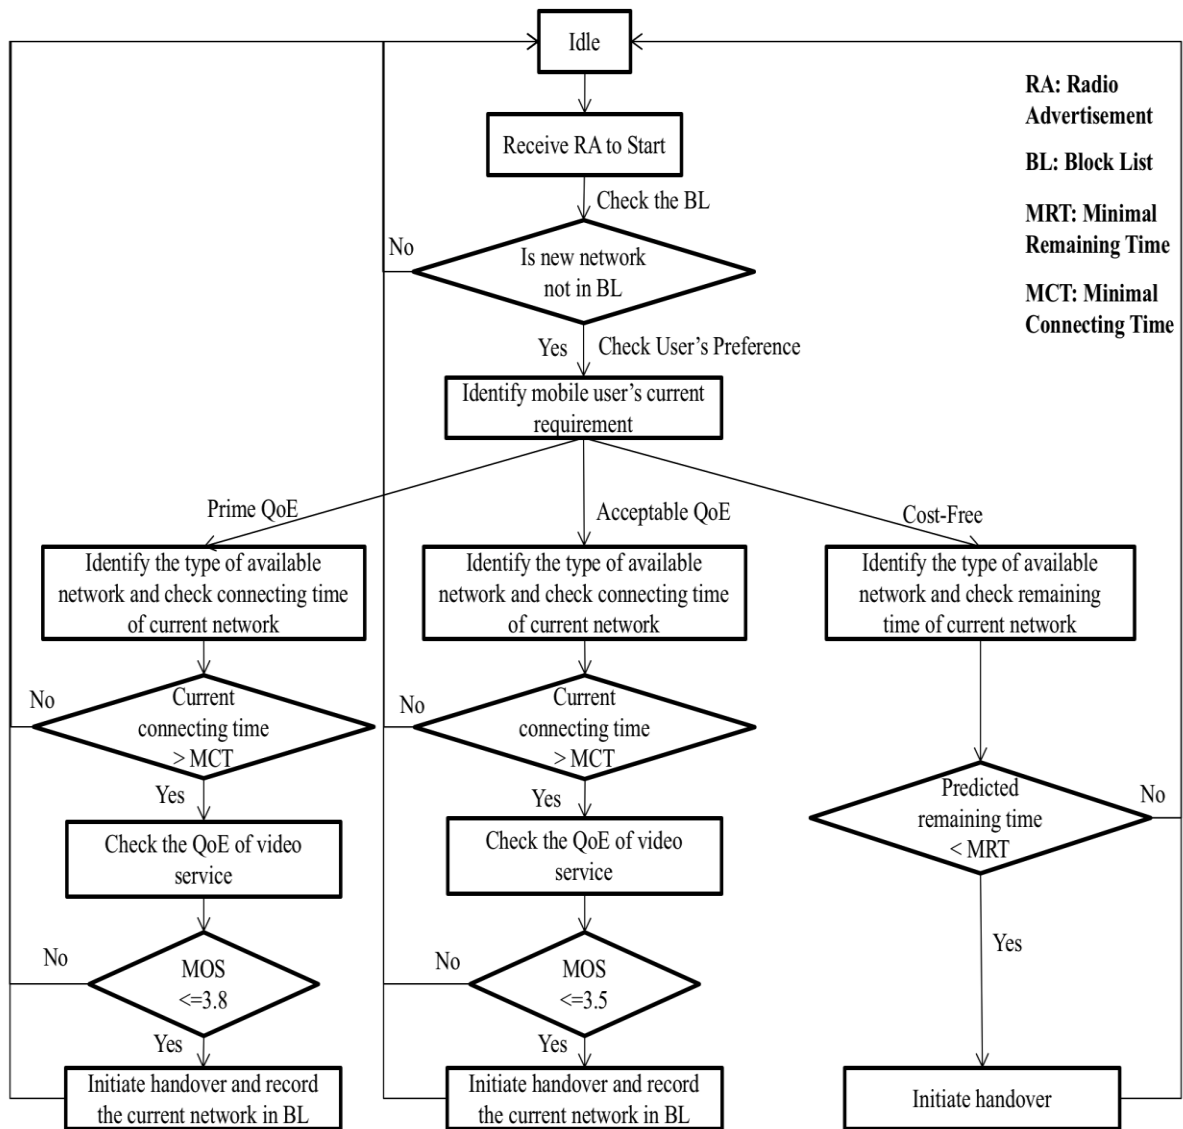 Idle
RA: Radio
Advertisement
Receive RA to Start
BL: Block List
Check the BL
MRT: Minimal
Remaining Time
No
Is new network
not in BL
MCT: Minimal
Connecting Time
Yes
Check User's Preference
Identify mobile user's current
requirement
Prime QoE
Acceptable QoE
Cost-Free
Identify the type of available
network and check connecting time
of current network
Identify the type of available
network and check connecting time
of current network
Identify the type of available
network and check remaining
time of current network
No
Current
connecting time
> MCT
No
Current
connecting time
> MCT
Predicted
remaining time
< MRT
No
Yes
Yes
Check the QoE of video
service
Check the QoE of video
service
Yes
No
MOS
<=3.8
No
MOS
<=3.5
Yes
Yes
Initiate handover and record
the current network in BL
Initiate handover and record
the current network in BL
Initiate handover